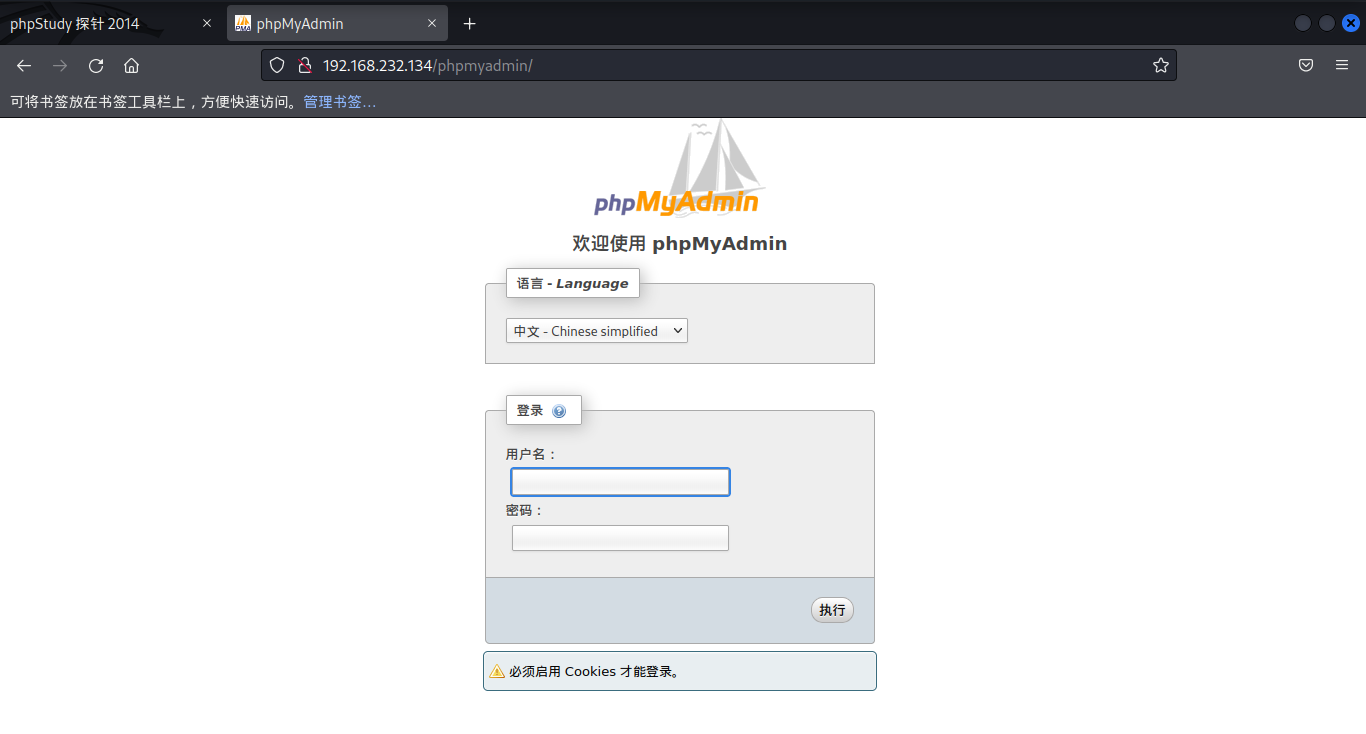 phpStudy 探针 2014
phpMyAdmin
192.168.232.134/phpmyadmin/
可将书签放在书签工具栏上，方便快速访问。管理书签…
phpMyAdmin
欢迎使用 phpMyAdmin
语言 - Language
中文 - Chinese simplified
登录
用户名：
密码：
执行
必须启用 Cookies 才能登录。